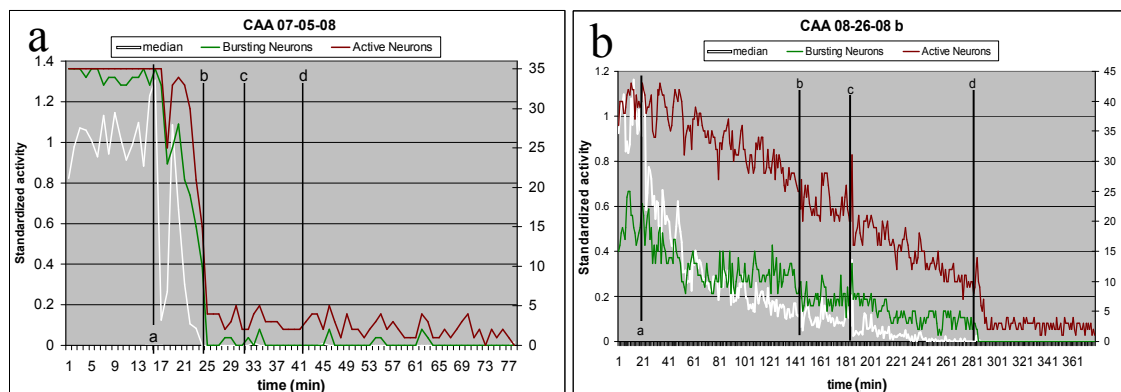 a
CAA 07-05-08
median Bursting Neurons Active Neurons
1.4 35
1.2 30
1 25
0.8 20
0.6 15
0.4 10
0.2 5
0 0
Standardized activity
a b c d
1 5 9 13 17 21 25 29 33 37 41 45 49 53 57 61 65 69 73 77
time (min)
b
CAA 08-26-08 b
median Bursting Neurons Active Neurons
1.2 45
1 40
0.8 35
0.6 30
0.4 25
0.2 20
0 15
10
5
0
Standardized activity
a b c d
1 21 41 61 81 101 121 141 161 181 201 221 241 261 281 301 321 341 361
time (min)